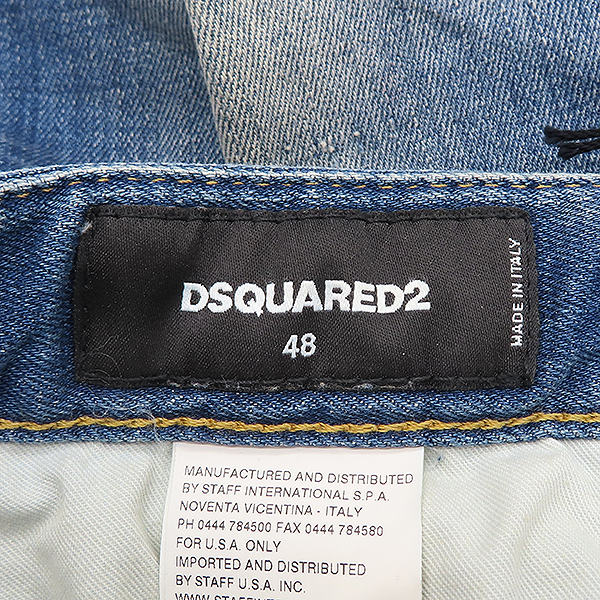 DSQUARED2
48
MADE IN ITALY
MANUFACTURED AND DISTRIBUTED
BY STAFF INTERNATIONAL S.P.A.
NOVENTA VICENTINA - ITALY
PH 0444 784500 FAX 0444 784580
FOR U.S.A. ONLY
IMPORTED AND DISTRIBUTED
BY STAFF U.S.A. INC.